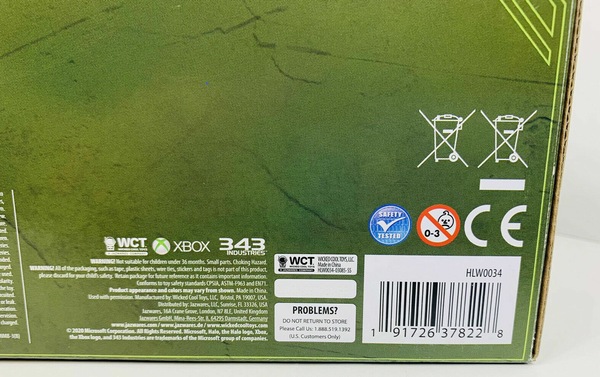 SAFETY
TESTED
0-3
CE
WCT
XBOX
343
INDUSTRIES
WARNING! Not suitable for children under 36 months. Small parts. Choking Hazard
WARNING! All of the packaging, such as tape, plastic sheets, wire ties, stickers and tags is not part of this product.
Please discard for your child's safety. Retain package for future reference as it contains important information.
Conforms to toy safety standards CPSIA, ASTM-F963 and EN71.
Product appearance and colors may vary from shown. Made in China.
Used with permission. Manufactured by: Wicked Cool Toys, LLC, Bristol, PA 19007, USA.
Distributed by: Jazwares, LLC, Sunrise, FL 33326, USA
Jazwares, 16A Crane Grove, London, N7 8LE, United Kingdom.
Jazwares GmbH, Mina-Rees-Str. 8, 64295 Darmstadt, Germany
www.jazwares.com / www.wickedcooltoys.com
© 2020 Microsoft Corporation. All Rights Reserved. Microsoft, Halo, the Halo logo, Xbox,
the Xbox logo, and 343 Industries are trademarks of the Microsoft group of companies.
WCT
WICKED COOL TOYS, LLC.
Made in China
PROBLEMS?
DO NOT RETURN TO STORE
Please Call Us: 1.888.519.1392
(U.S. Customers Only)
HLW0034
1 91726 37822 8